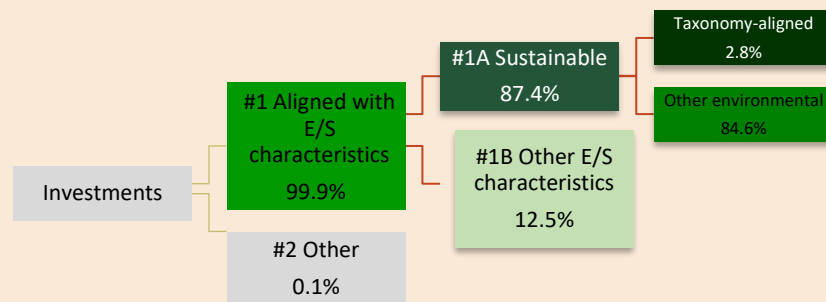 Investments
#1 Aligned with
E/S
characteristics
99.9%
#2 Other
0.1%
#1A Sustainable
87.4%
#1B Other E/S
characteristics
12.5%
Taxonomy-aligned
2.8%
Other environmental
84.6%